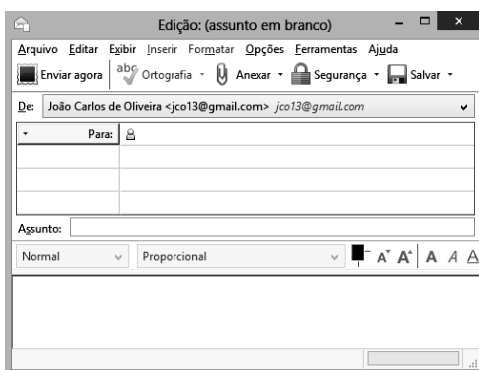 Edição: (assunto em branco)
Arquivo Editar Exibir Inserir Formatar Opções Ferramentas Ajuda
Enviar agora abc Ortografia Anexar Segurança Salvar
De: João Carlos de Oliveira <jco13@gmail.com> jco13@gmail.com
Para:
Assunto:
Normal Proporcional A A A A A